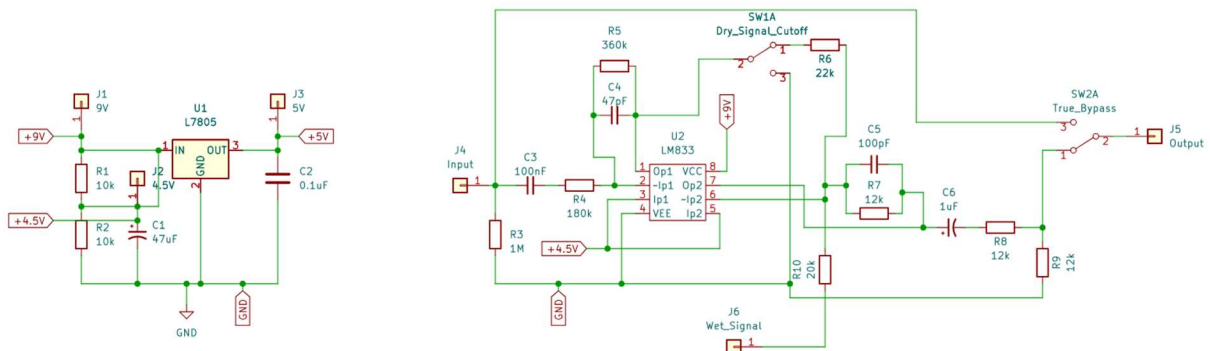 J1
9V
1
+9V
R1
10k
J2
4.5V
1
+4.5V
R2
10k
C1
47uF
U1
L7805
1
IN
OUT
3
GND
2
J3
5V
1
+5V
C2
0.1uF
GND
GND
SW1A
Dry_Signal_Cutoff
2
1
3
R5
360k
R6
22k
C4
47pF
+9V
U2
LM833
1
Op1
VCC
8
2
-Ip1
Op2
7
3
Ip1
-Ip2
6
4
VEE
Ip2
5
J4
Input
1
C3
100nF
R4
180k
R3
1M
+4.5V
GND
C5
100pF
R7
12k
C6
1uF
R8
12k
R9
12k
R10
20k
SW2A
True_Bypass
3
2
1
J5
1
Output
J6
Wet_Signal
1